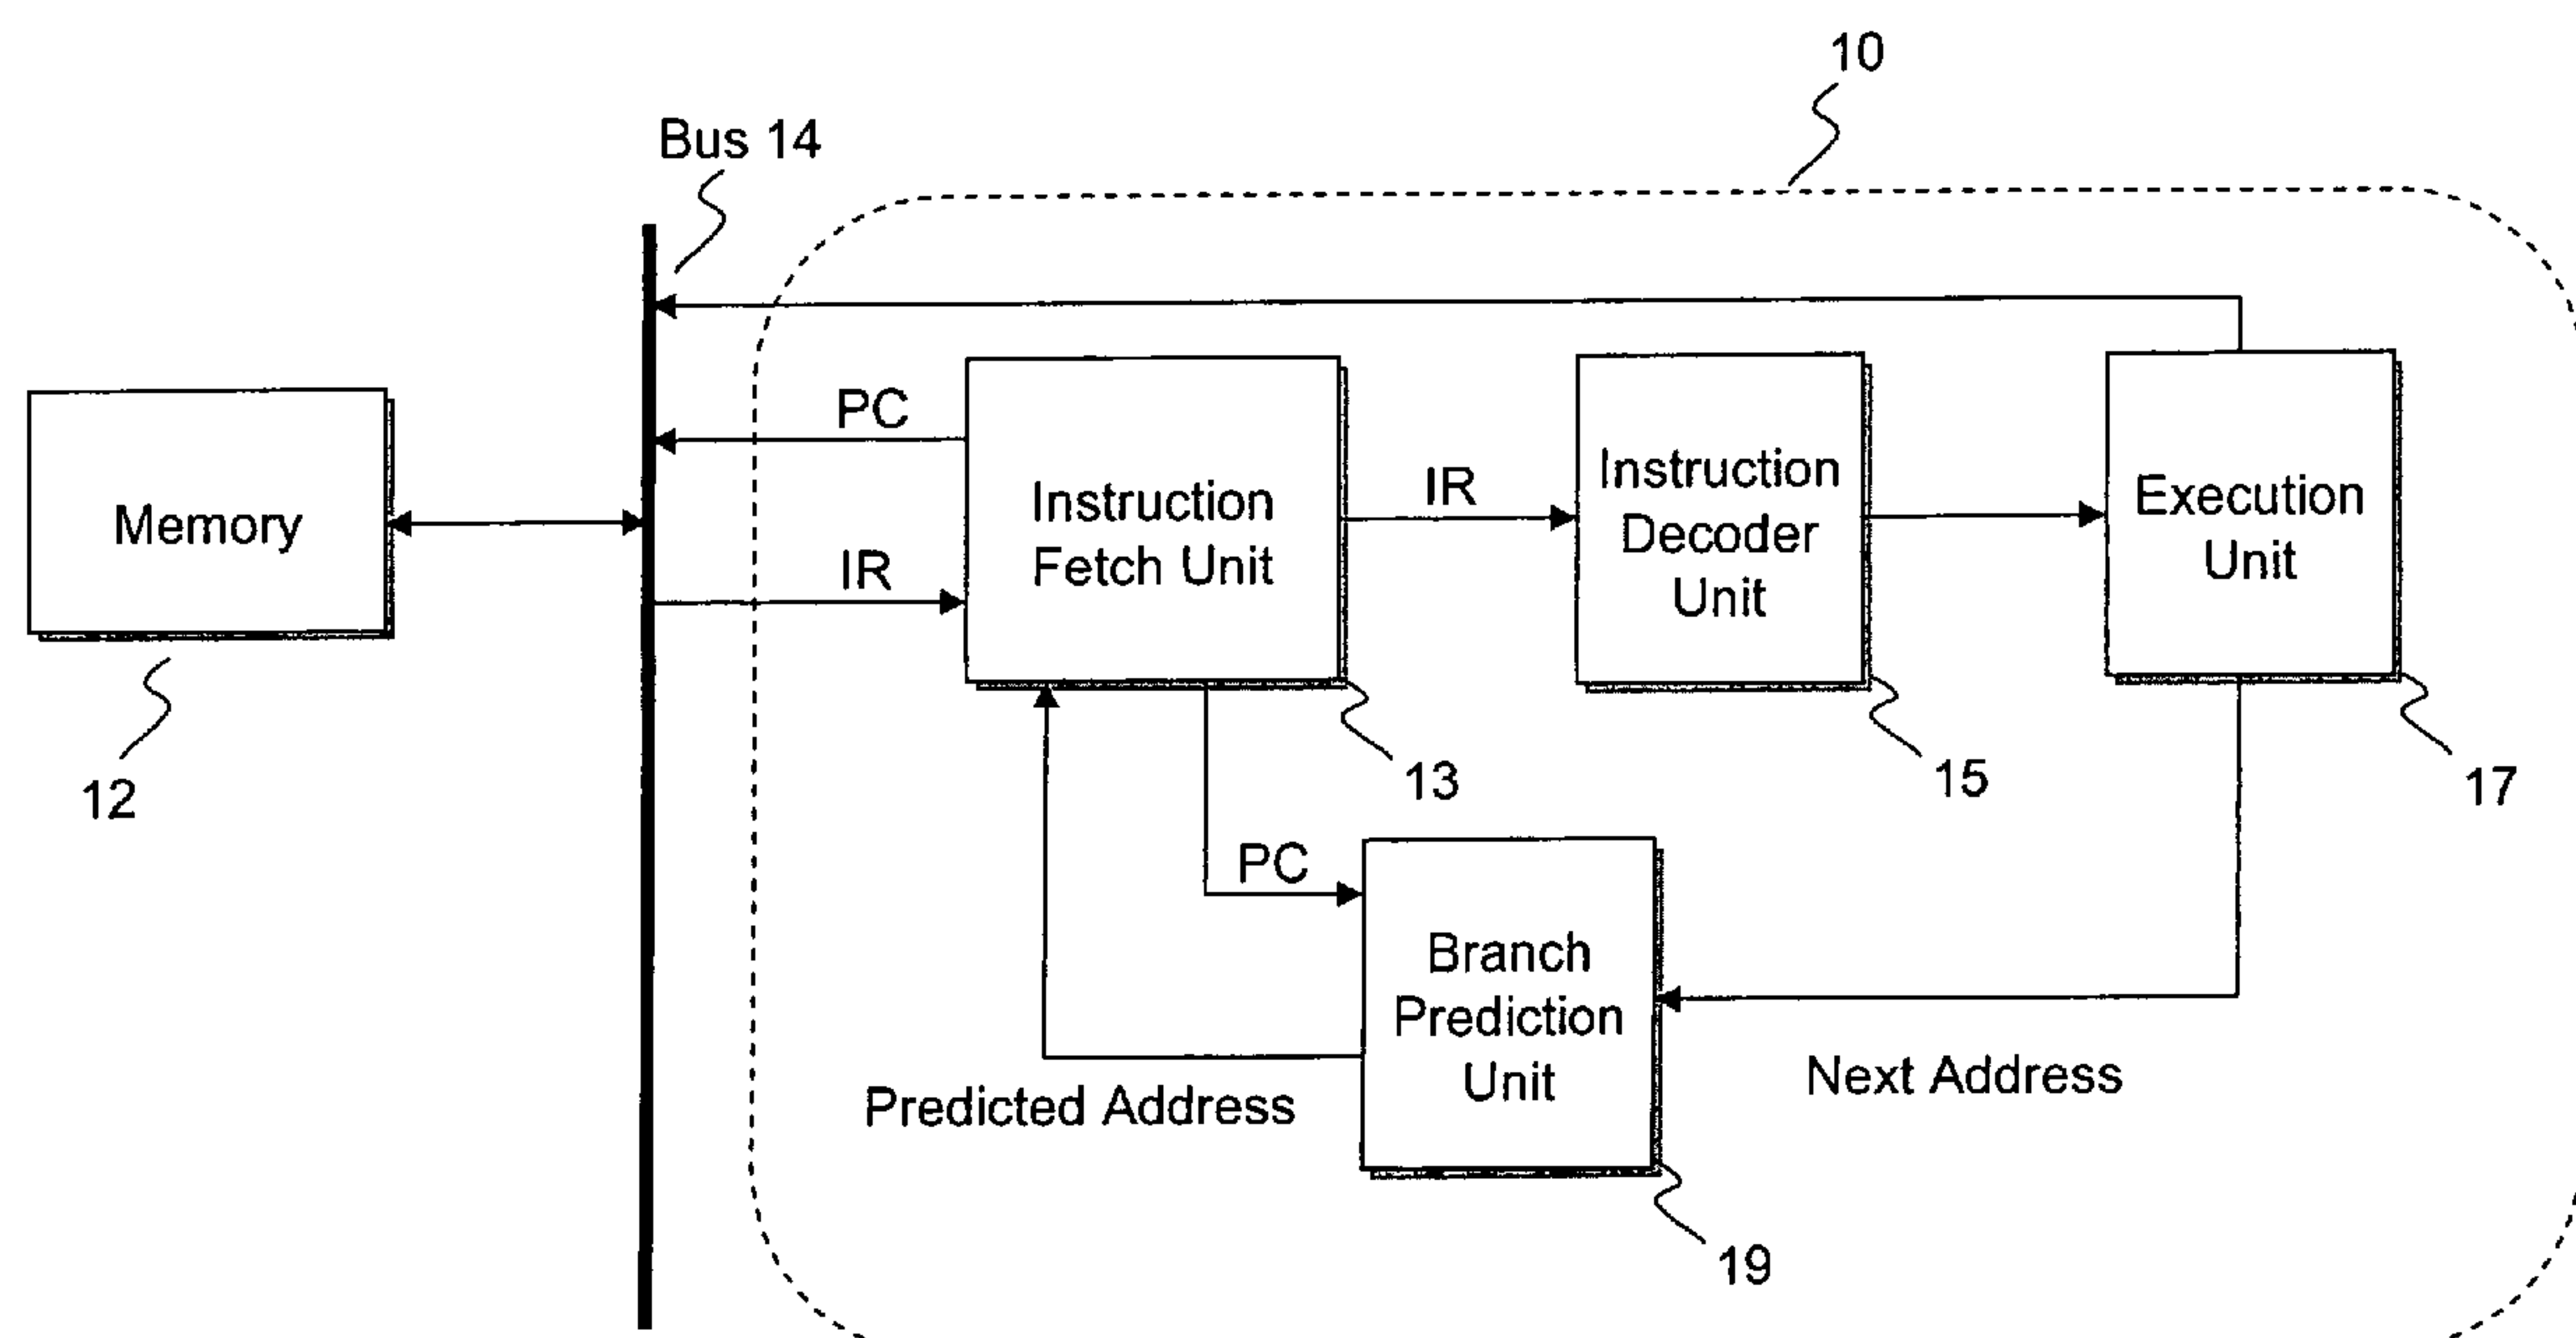 10
Bus 14
PC
IR
Memory
12
Instruction
Fetch Unit
13
IR
Instruction
Decoder
Unit
15
Execution
Unit
17
PC
Branch
Prediction
Unit
19
Predicted Address
Next Address